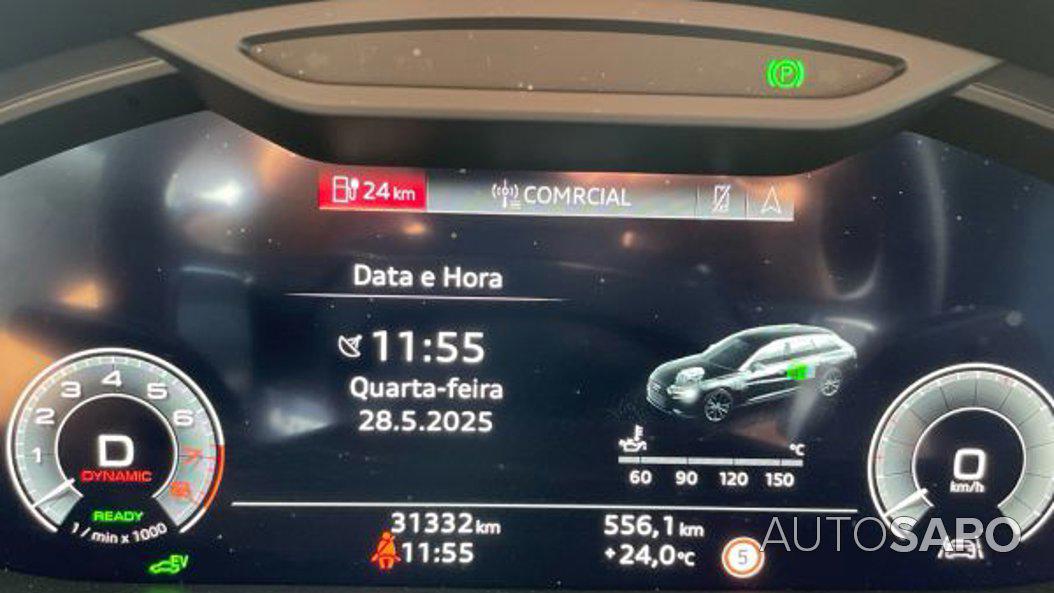 P
24 km
COMRCIAL
Data e Hora
11:55
Quarta-feira
28.5.2025
1 2 3 4 5 6 7 8
D
DYNAMIC
READY
1 / min x 1000
EV
°C
60 90 120 150
0
km/h
31332 km
556,1 km
11:55
+24,0 °C
5
AUTOSAPO